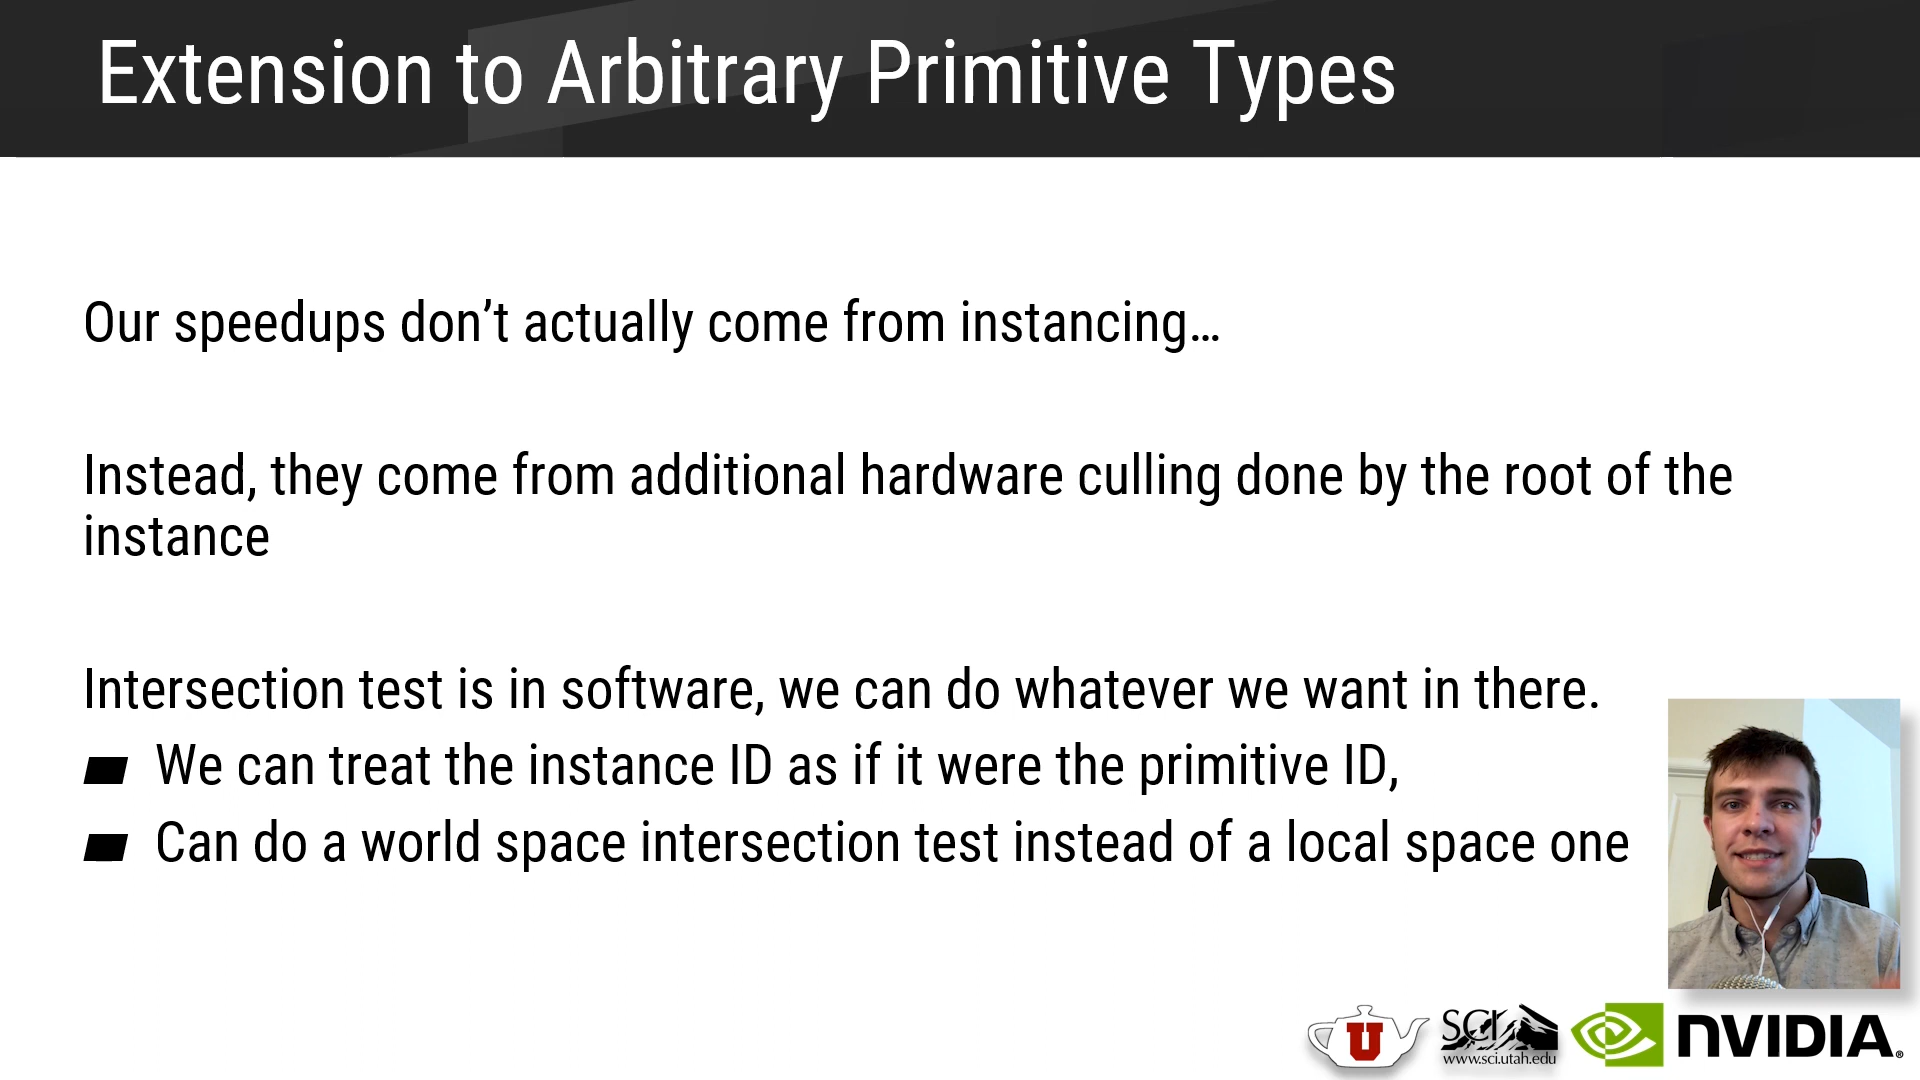 Extension to Arbitrary Primitive Types
Our speedups don’t actually come from instancing…
Instead, they come from additional hardware culling done by the root of the
instance
Intersection test is in software, we can do whatever we want in there.
We can treat the instance ID as if it were the primitive ID,
Can do a world space intersection test instead of a local space one
U
SCI
www.sci.utah.edu
NVIDIA®